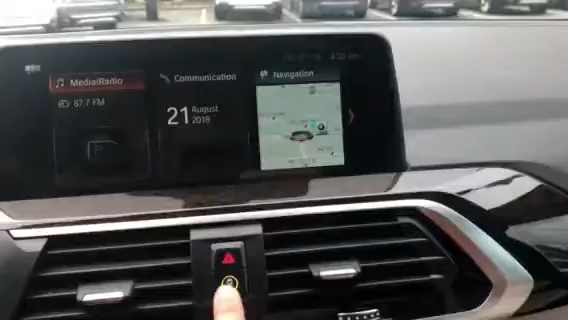 Media/Radio
87.7 FM
Communication
21 August
2018
Navigation